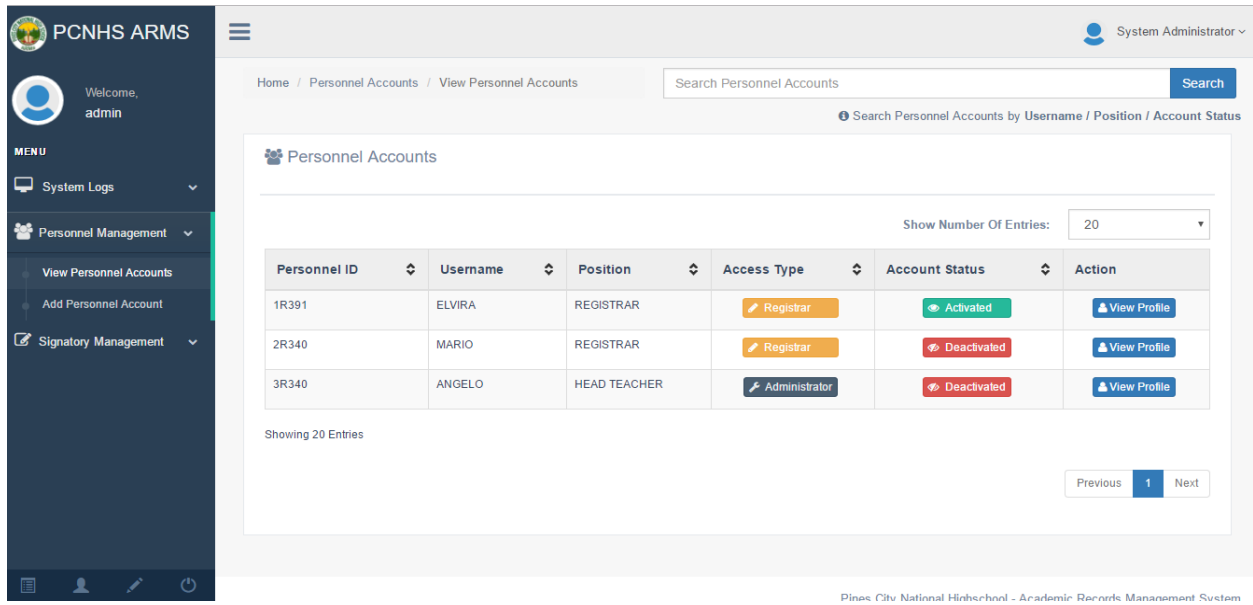 PCNHS ARMS
System Administrator
Welcome,
admin
MENU
System Logs
Personnel Management
View Personnel Accounts
Add Personnel Account
Signatory Management
Home / Personnel Accounts / View Personnel Accounts
Search Personnel Accounts
Search
Search Personnel Accounts by Username / Position / Account Status
Personnel Accounts
Show Number Of Entries: 20
Personnel ID Username Position Access Type Account Status Action
1R391 ELVIRA REGISTRAR Registrar Activated View Profile
2R340 MARIO REGISTRAR Registrar Deactivated View Profile
3R340 ANGELO HEAD TEACHER Administrator Deactivated View Profile
Showing 20 Entries
Previous 1 Next
Pines City National Highschool - Academic Records Management System